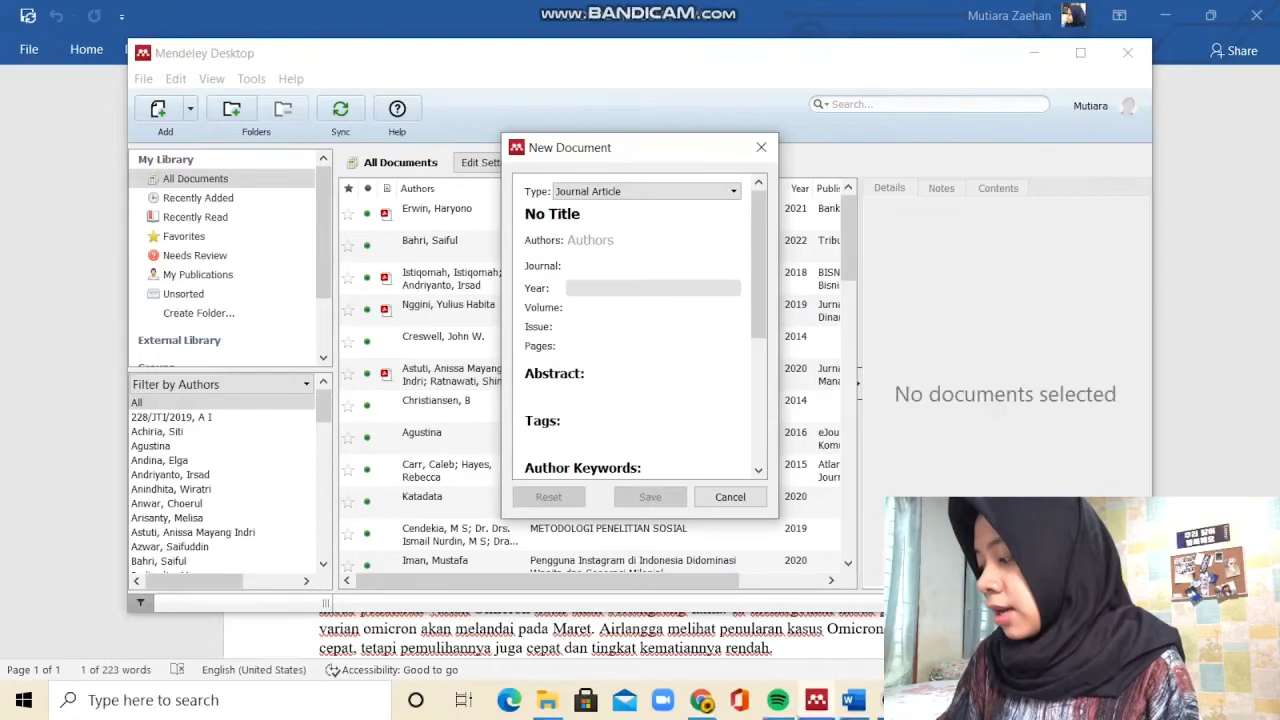 www.BANDICAM.com
Mutiara Zaehan
File
Home
Share
Mendeley Desktop
File
Edit
View
Tools
Help
Search...
Mutiara
Add
Folders
Sync
Help
My Library
All Documents
Recently Added
Recently Read
Favorites
Needs Review
My Publications
Unsorted
Create Folder...
External Library
Filter by Authors
All
228/JTI/2019, A I
Achiria, Siti
Agustina
Andina, Elga
Andriyanto, Irsad
Anindhita, Wiratri
Anwar, Choerul
Arisanty, Melisa
Astuti, Anissa Mayang Indri
Azwar, Saifuddin
Bahri, Saiful
All Documents
Edit Sett
Authors
Year
Publis
Erwin, Haryono
2021
Bank
Bahri, Saiful
2022
Tribu
Istiqomah, Istiqomah;
Andriyanto, Irsad
2018
BISN
Bisni
Nggini, Yulius Habita
2019
Jurna
Dinar
Creswell, John W.
2014
Astuti, Anissa Mayang
Indri; Ratnawati, Shin
2020
Jurna
Mana
Christiansen, B
2014
Agustina
2016
eJou
Komu
Carr, Caleb; Hayes,
Rebecca
2015
Atlar
Journ
Katadata
2020
Cendekia, M S; Dr. Drs.
Ismail Nurdin, M S; Dra...
METODOLOGI PENELITIAN SOSIAL
2019
Iman, Mustafa
Pengguna Instagram di Indonesia Didominasi
Wanita dan Generasi Milenial
2020
New Document
Type:
Journal Article
No Title
Authors: Authors
Journal:
Year:
Volume:
Issue:
Pages:
Abstract:
Tags:
Author Keywords:
Reset
Save
Cancel
Details
Notes
Contents
No documents selected
varian omicron akan melandai pada Maret. Airlangga melihat penularan kasus Omicron
cepat, tetapi pemulihannya juga cepat dan tingkat kematiannya rendah.
Page 1 of 1
1 of 223 words
English (United States)
Accessibility: Good to go
Type here to search